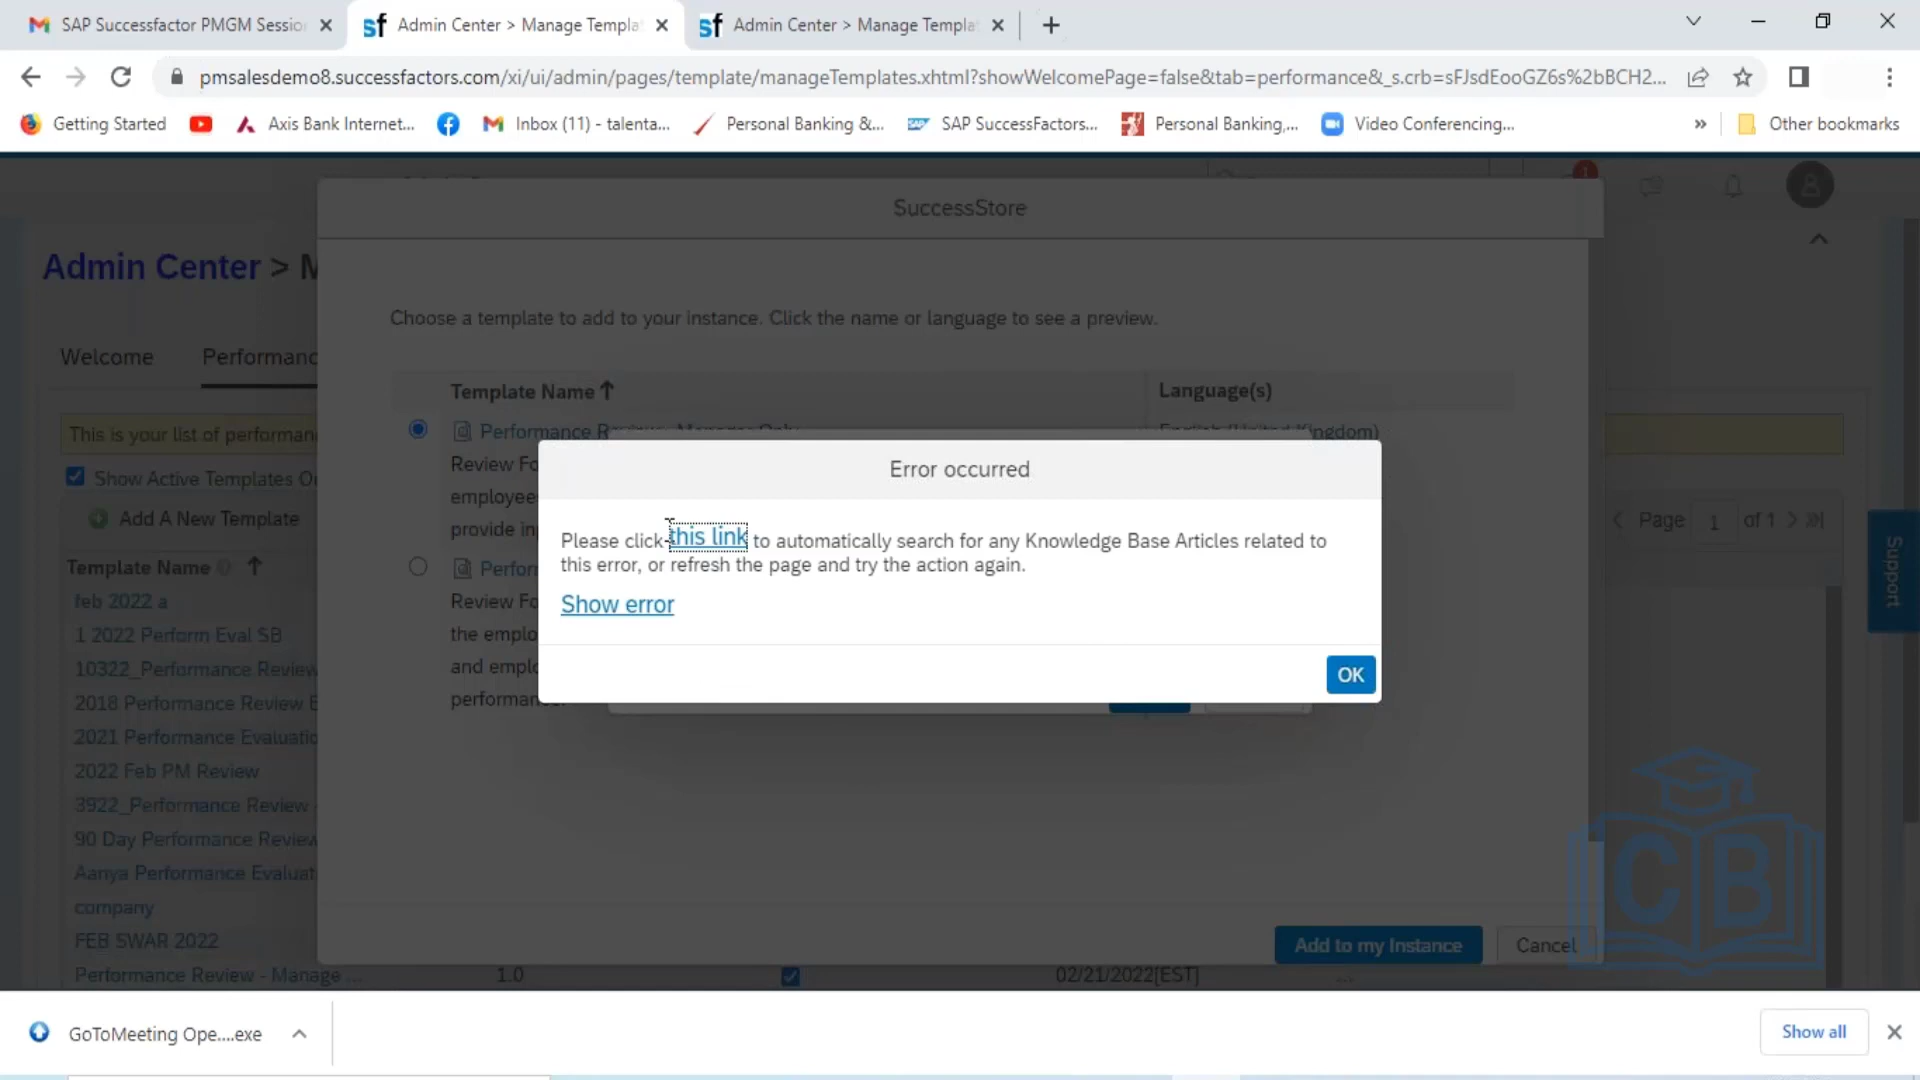 SAP Successfactor PMGM Session
Admin Center > Manage Templa
Admin Center > Manage Templa
pmsalesdemo8.successfactors.com/xi/ui/admin/pages/template/manageTemplates.xhtml?showWelcomePage=false&tab=performance&_s.crb=sFJsdEooGZ6s%2bBCH2...
Getting Started
Axis Bank Internet...
Inbox (11) - talenta...
Personal Banking &...
SAP SuccessFactors...
Personal Banking,...
Video Conferencing...
» Other bookmarks
1
SuccessStore
Admin Center > M
Choose a template to add to your instance. Click the name or language to see a preview.
Welcome Performanc
Template Name Language(s)
This is your list of performan
Performance Review - Manager Only English (United Kingdom)
Review Fo
Show Active Templates O
employee
Add A New Template
provide in
Page 1 of 1
Error occurred
Please click this link to automatically search for any Knowledge Base Articles related to
this error, or refresh the page and try the action again.
Show error
OK
Template Name
Perfor
feb 2022 a
Review Fo
1 2022 Perform Eval SB
the emplo
10322_Performance Review
and emplo
2018 Performance Review E
performance.
2021 Performance Evaluatio
2022 Feb PM Review
3922_Performance Review -
90 Day Performance Review
Aanya Performance Evaluat
company
FEB SWAR 2022
Performance Review - Manage ... 1.0 02/21/2022[EST] ...
Add to my Instance Cancel
Support
CB
GoToMeeting Ope....exe
Show all